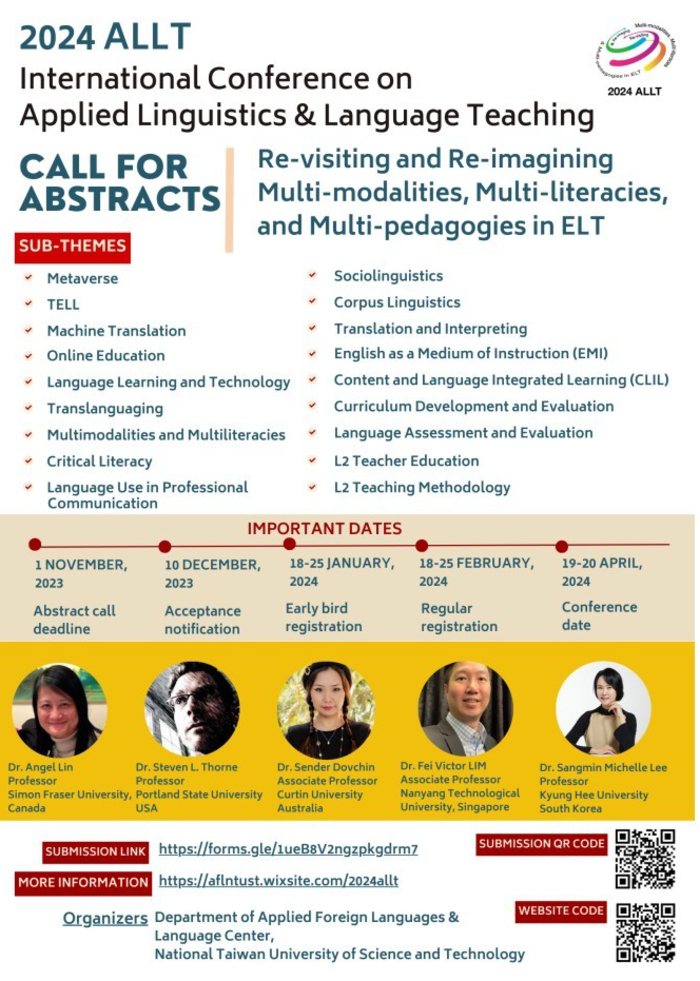 2024 ALLT
International Conference on
Applied Linguistics & Language Teaching
Multi-modalities, Multi-literacies
2024 ALLT
CALL FOR
ABSTRACTS
Re-visiting and Re-imagining
Multi-modalities, Multi-literacies,
and Multi-pedagogies in ELT
SUB-THEMES
Metaverse
TELL
Machine Translation
Online Education
Language Learning and Technology
Translanguaging
Multimodalities and Multiliteracies
Critical Literacy
Language Use in Professional
Communication
Sociolinguistics
Corpus Linguistics
Translation and Interpreting
English as a Medium of Instruction (EMI)
Content and Language Integrated Learning (CLIL)
Curriculum Development and Evaluation
Language Assessment and Evaluation
L2 Teacher Education
L2 Teaching Methodology
IMPORTANT DATES
1 NOVEMBER,
2023
Abstract call
deadline
10 DECEMBER,
2023
Acceptance
notification
18-25 JANUARY,
2024
Early bird
registration
18-25 FEBRUARY,
2024
Regular
registration
19-20 APRIL,
2024
Conference
date
Dr. Angel Lin
Professor
Simon Fraser University,
Canada
Dr. Steven L. Thorne
Professor
Portland State University
USA
Dr. Sender Dovchin
Associate Professor
Curtin University
Australia
Dr. Fei Victor LIM
Associate Professor
Nanyang Technological
University, Singapore
Dr. Sangmin Michelle Lee
Professor
Kyung Hee University
South Korea
SUBMISSION LINK https://forms.gle/1ueB8V2ngzpkgdrm7
MORE INFORMATION https://aflntust.wixsite.com/2024allt
SUBMISSION QR CODE
WEBSITE CODE
Organizers Department of Applied Foreign Languages &
Language Center,
National Taiwan University of Science and Technology